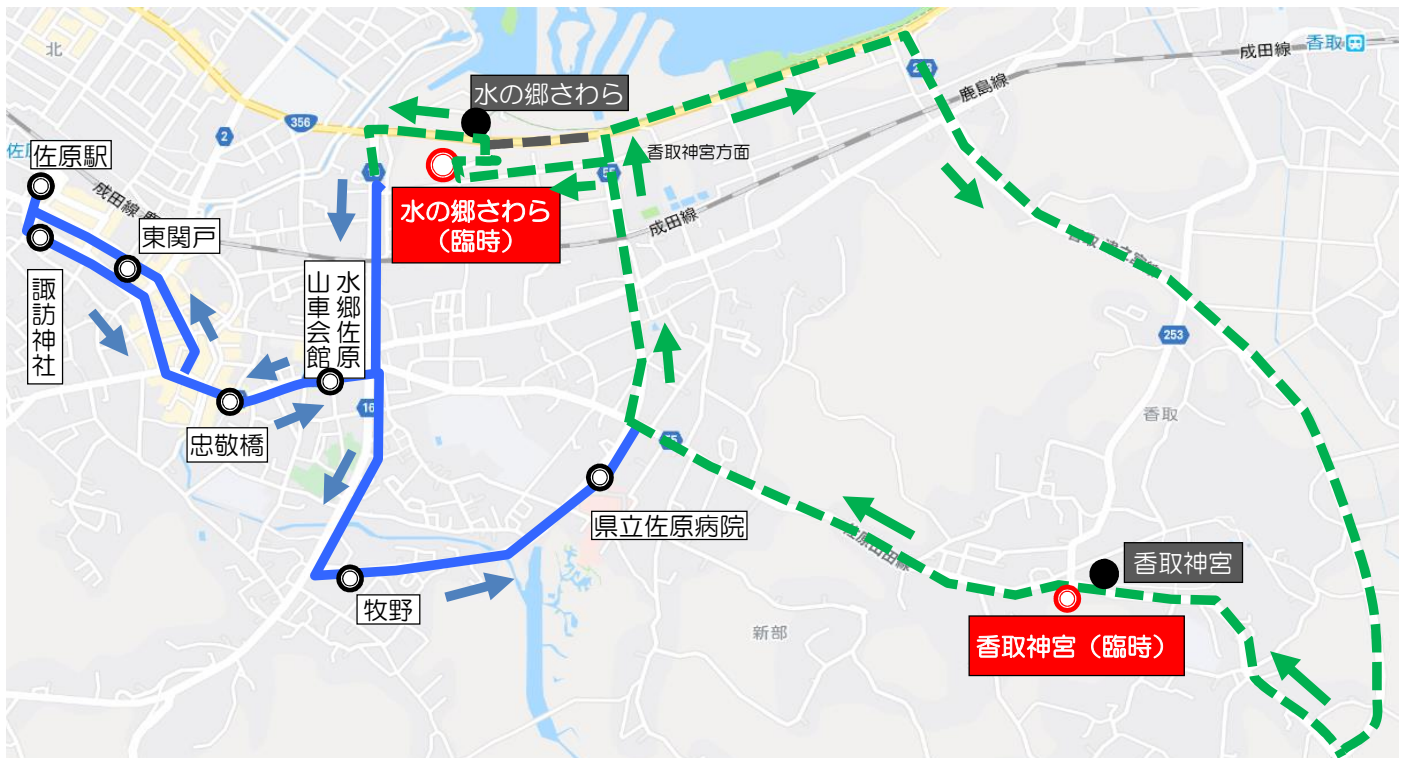 北
成田線
香取
水の郷さわら
鹿島線
356
2
香取神宮方面
佐原駅
成田線
55
成田線
水の郷さわら
（臨時）
東関戸
諏訪神社
水郷佐原
山車会館
253
香取
16
忠敬橋
県立佐原病院
香取神宮
牧野
新部
香取神宮（臨時）